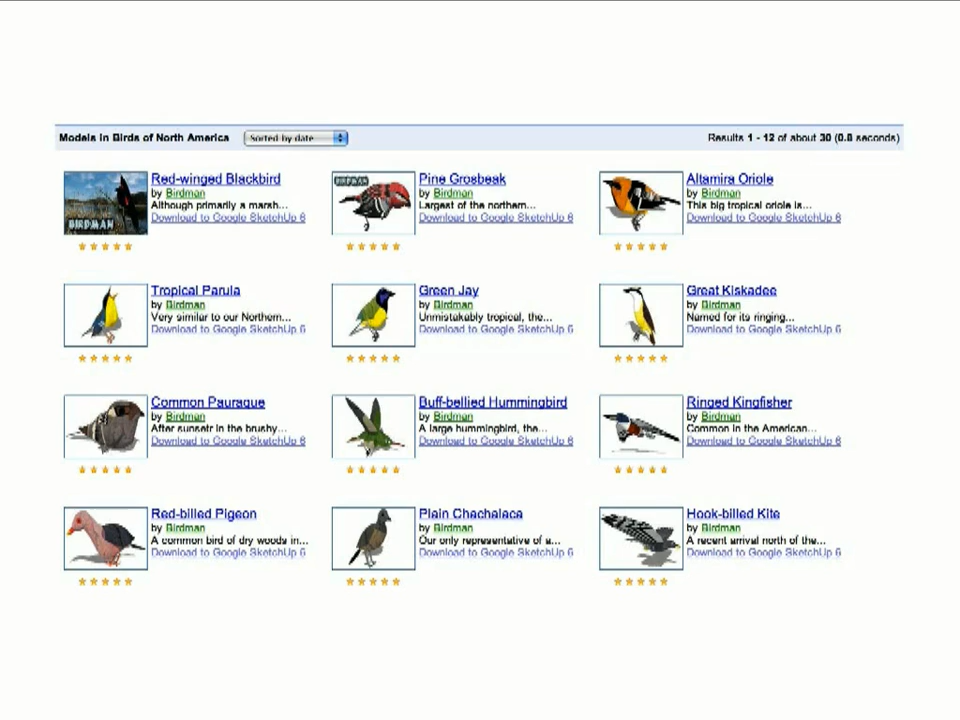 Models in Birds of North America Sorted by date Results 1 - 12 of about 30 (0.0 seconds)
Red-winged Blackbird
by Birdman
Although primarily a marsh...
Download to Google SketchUp 6
BIRDMAN
Pine Grosbeak
by Birdman
Largest of the northern...
Download to Google SketchUp 6
BIRDMAN
Altamira Oriole
by Birdman
This big tropical oriole is...
Download to Google SketchUp 6
Tropical Parula
by Birdman
Very similar to our Northern...
Download to Google SketchUp 6
Green Jay
by Birdman
Unmistakably tropical, the...
Download to Google SketchUp 6
Great Kiskadee
by Birdman
Named for its ringing...
Download to Google SketchUp 6
Common Pauraque
by Birdman
After sunsetr in the brushy...
Download to Google SketchUp 6
Buff-bellied Hummingbird
by Birdman
A large hummingbird, the...
Download to Google SketchUp 6
Ringed Kingfisher
by Birdman
Common in the American...
Download to Google SketchUp 6
Red-billed Pigeon
by Birdman
A common bird of dry woods in...
Download to Google SketchUp 6
Plain Chachalaca
by Birdman
Our only representative of a...
Download to Google SketchUp 6
Hook-billed Kite
by Birdman
A recent arrival north of the...
Download to Google SketchUp 6